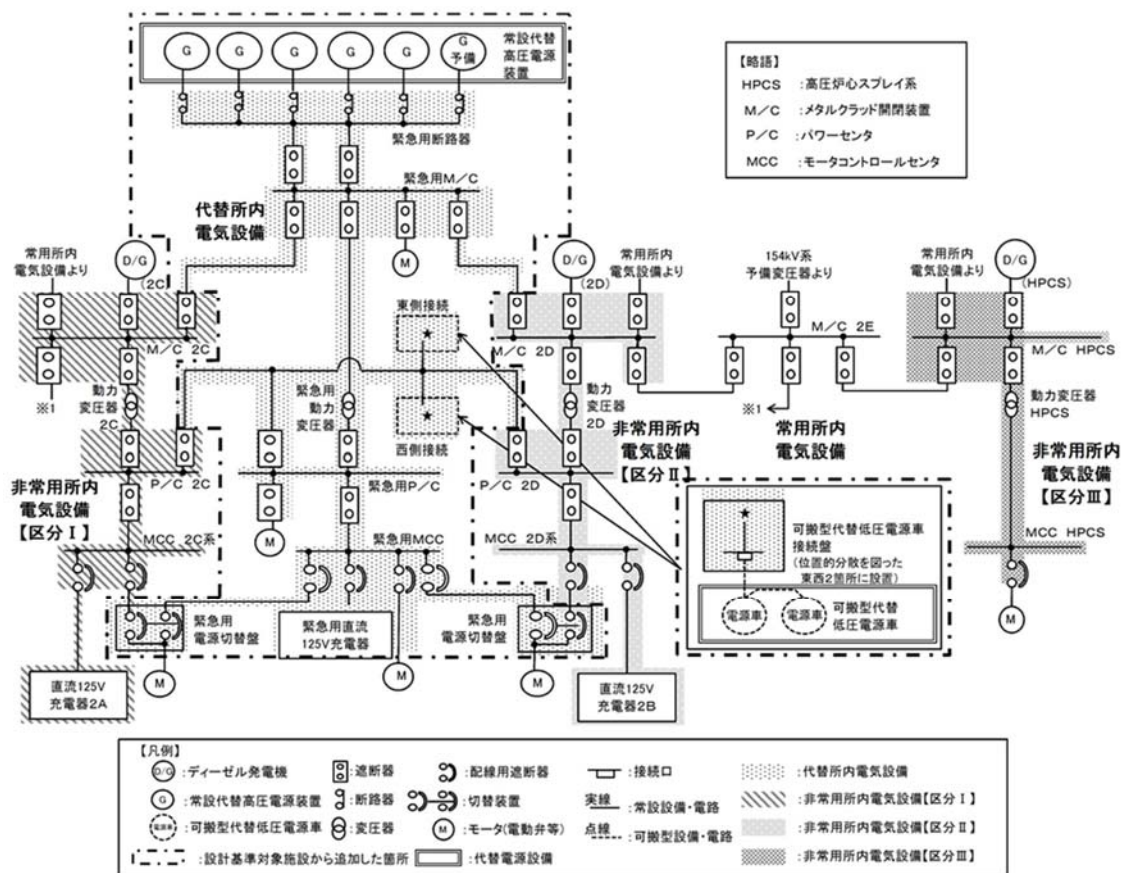 G
G
G
G
G
G
予備
常設代替
高圧電源
装置
【略語】
HPCS :高圧炉心スプレイ系
M/C :メタルクラッド開閉装置
P/C :パワーセンタ
MCC :モータコントロールセンタ
緊急用断路器
緊急用M/C
代替所内
電気設備
M
常用所内
電気設備より
D/G
(2C)
D/G
(2D)
常用所内
電気設備より
154kV系
予備変圧器より
常用所内
電気設備より
D/G
(HPCS)
東側接続
★
M/C 2C
M/C 2D
M/C 2E
M/C HPCS
※1
動力
変圧器
2C
緊急用
動力
変圧器
★
西側接続
動力
変圧器
2D
※1
動力変圧器
HPCS
非常用所内
電気設備
【区分Ⅱ】
常用所内
電気設備
非常用所内
電気設備
【区分Ⅲ】
P/C 2C
緊急用P/C
P/C 2D
非常用所内
電気設備
【区分Ⅰ】
M
MCC 2C系
緊急用MCC
MCC 2D系
MCC HPCS
★
可搬型代替低圧電源車
接続盤
(位置的分散を図った
東西2箇所に設置)
電源車
電源車
可搬型代替
低圧電源車
M
緊急用
電源切替盤
緊急用直流
125V充電器
緊急用
電源切替盤
M
M
M
直流125V
充電器2A
直流125V
充電器2B
【凡例】
D/G :ディーゼル発電機
:遮断器
:配線用遮断器
:接続口
:代替所内電気設備
G :常設代替高圧電源装置
:断路器
:切替装置
実線 :常設設備・電路
:非常用所内電気設備【区分Ⅰ】
電源車 :可搬型代替低圧電源車
:変圧器
M :モータ(電動弁等)
点線 :可搬型設備・電路
:非常用所内電気設備【区分Ⅱ】
:設計基準対象施設から追加した箇所
:代替電源設備
:非常用所内電気設備【区分Ⅲ】